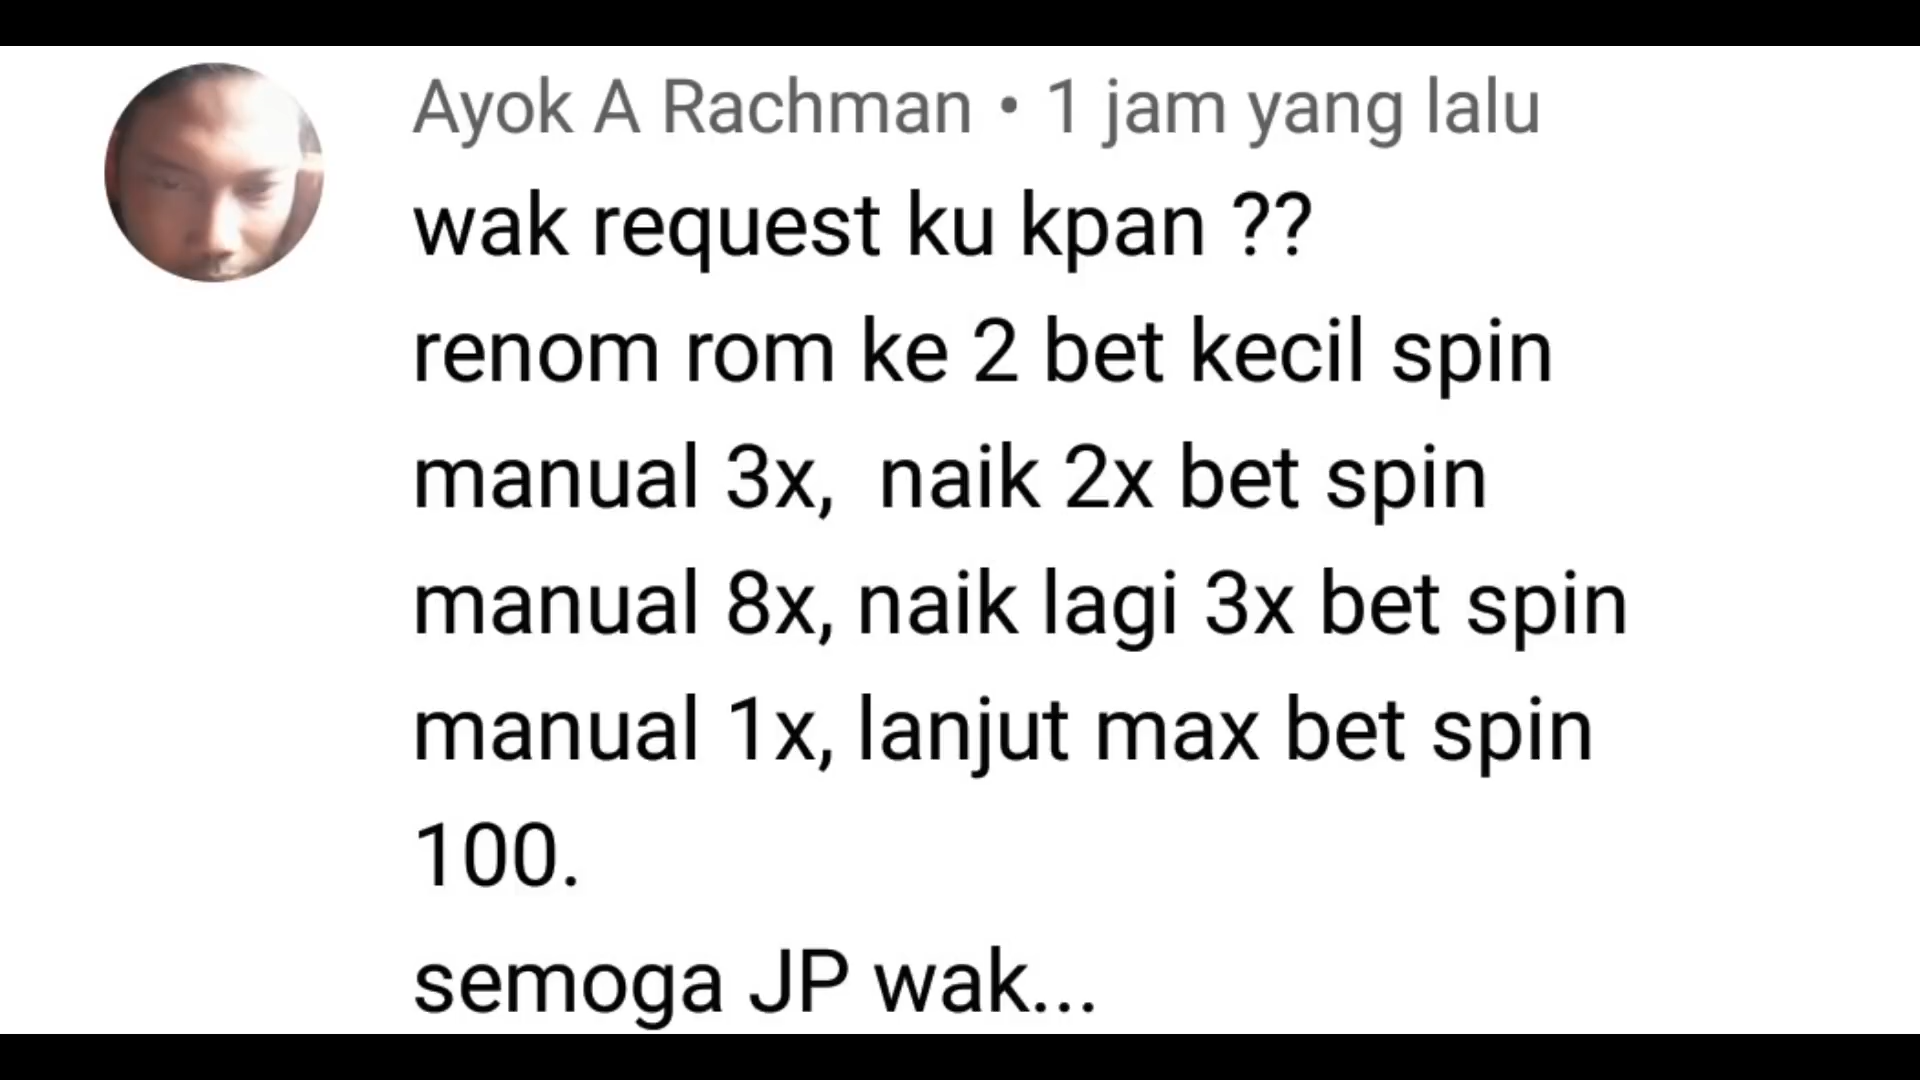 Ayok A Rachman • 1 jam yang lalu
wak request ku kpan ??
renom rom ke 2 bet kecil spin
manual 3x,  naik 2x bet spin
manual 8x, naik lagi 3x bet spin
manual 1x, lanjut max bet spin
100.
semoga JP wak...